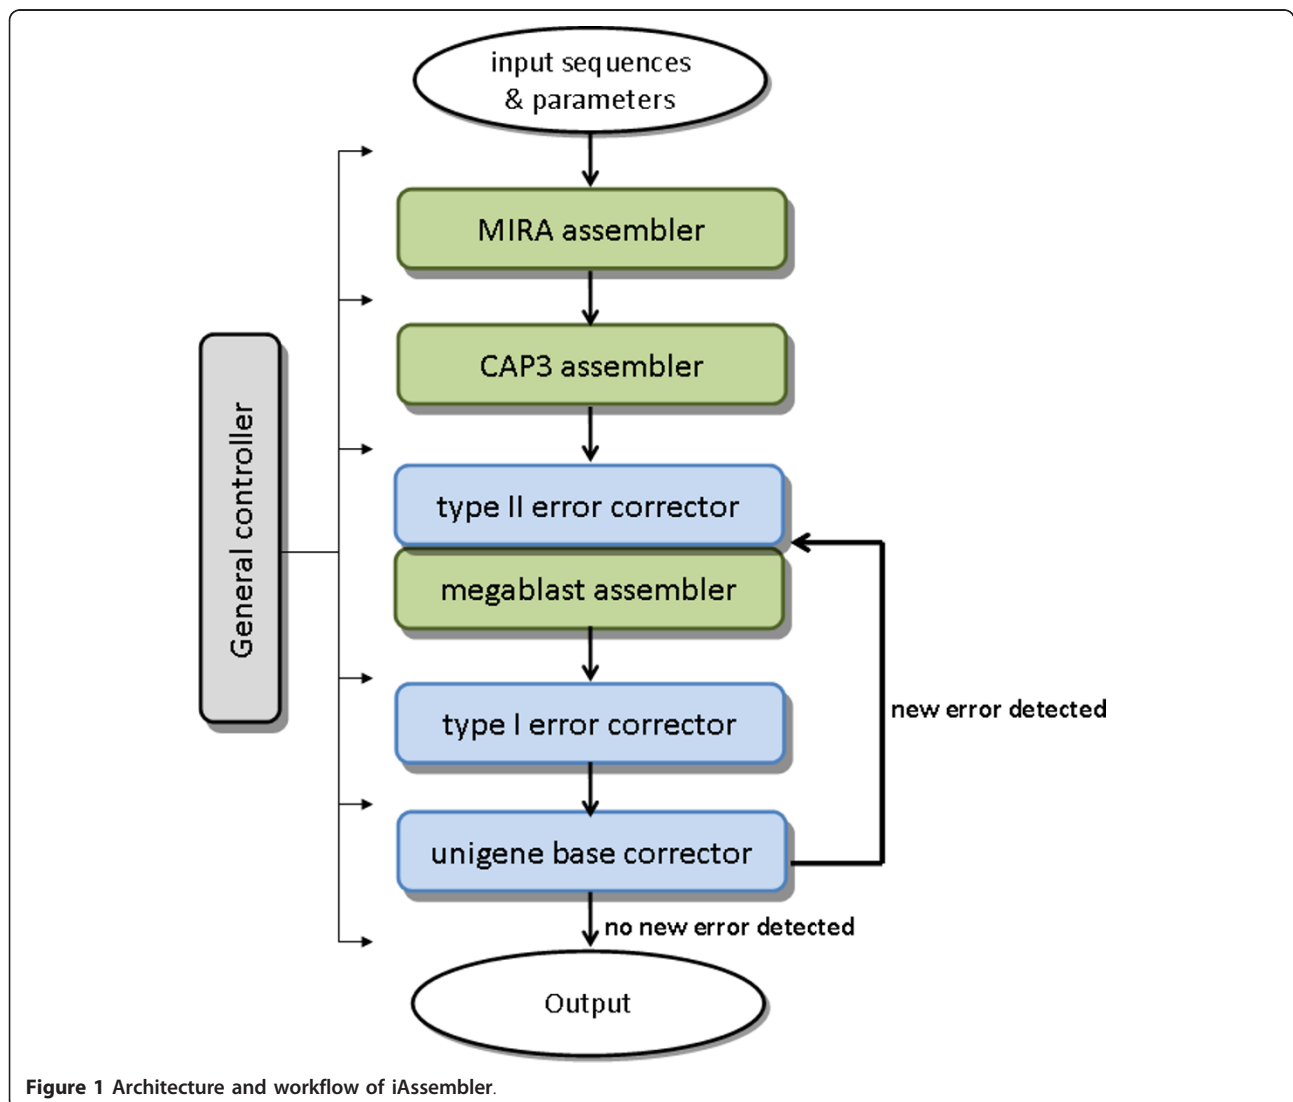 input sequences
& parameters
MIRA assembler
CAP3 assembler
General controller
type II error corrector
megablast assembler
type I error corrector
new error detected
unigene base corrector
no new error detected
Output
Figure 1 Architecture and workflow of iAssembler.